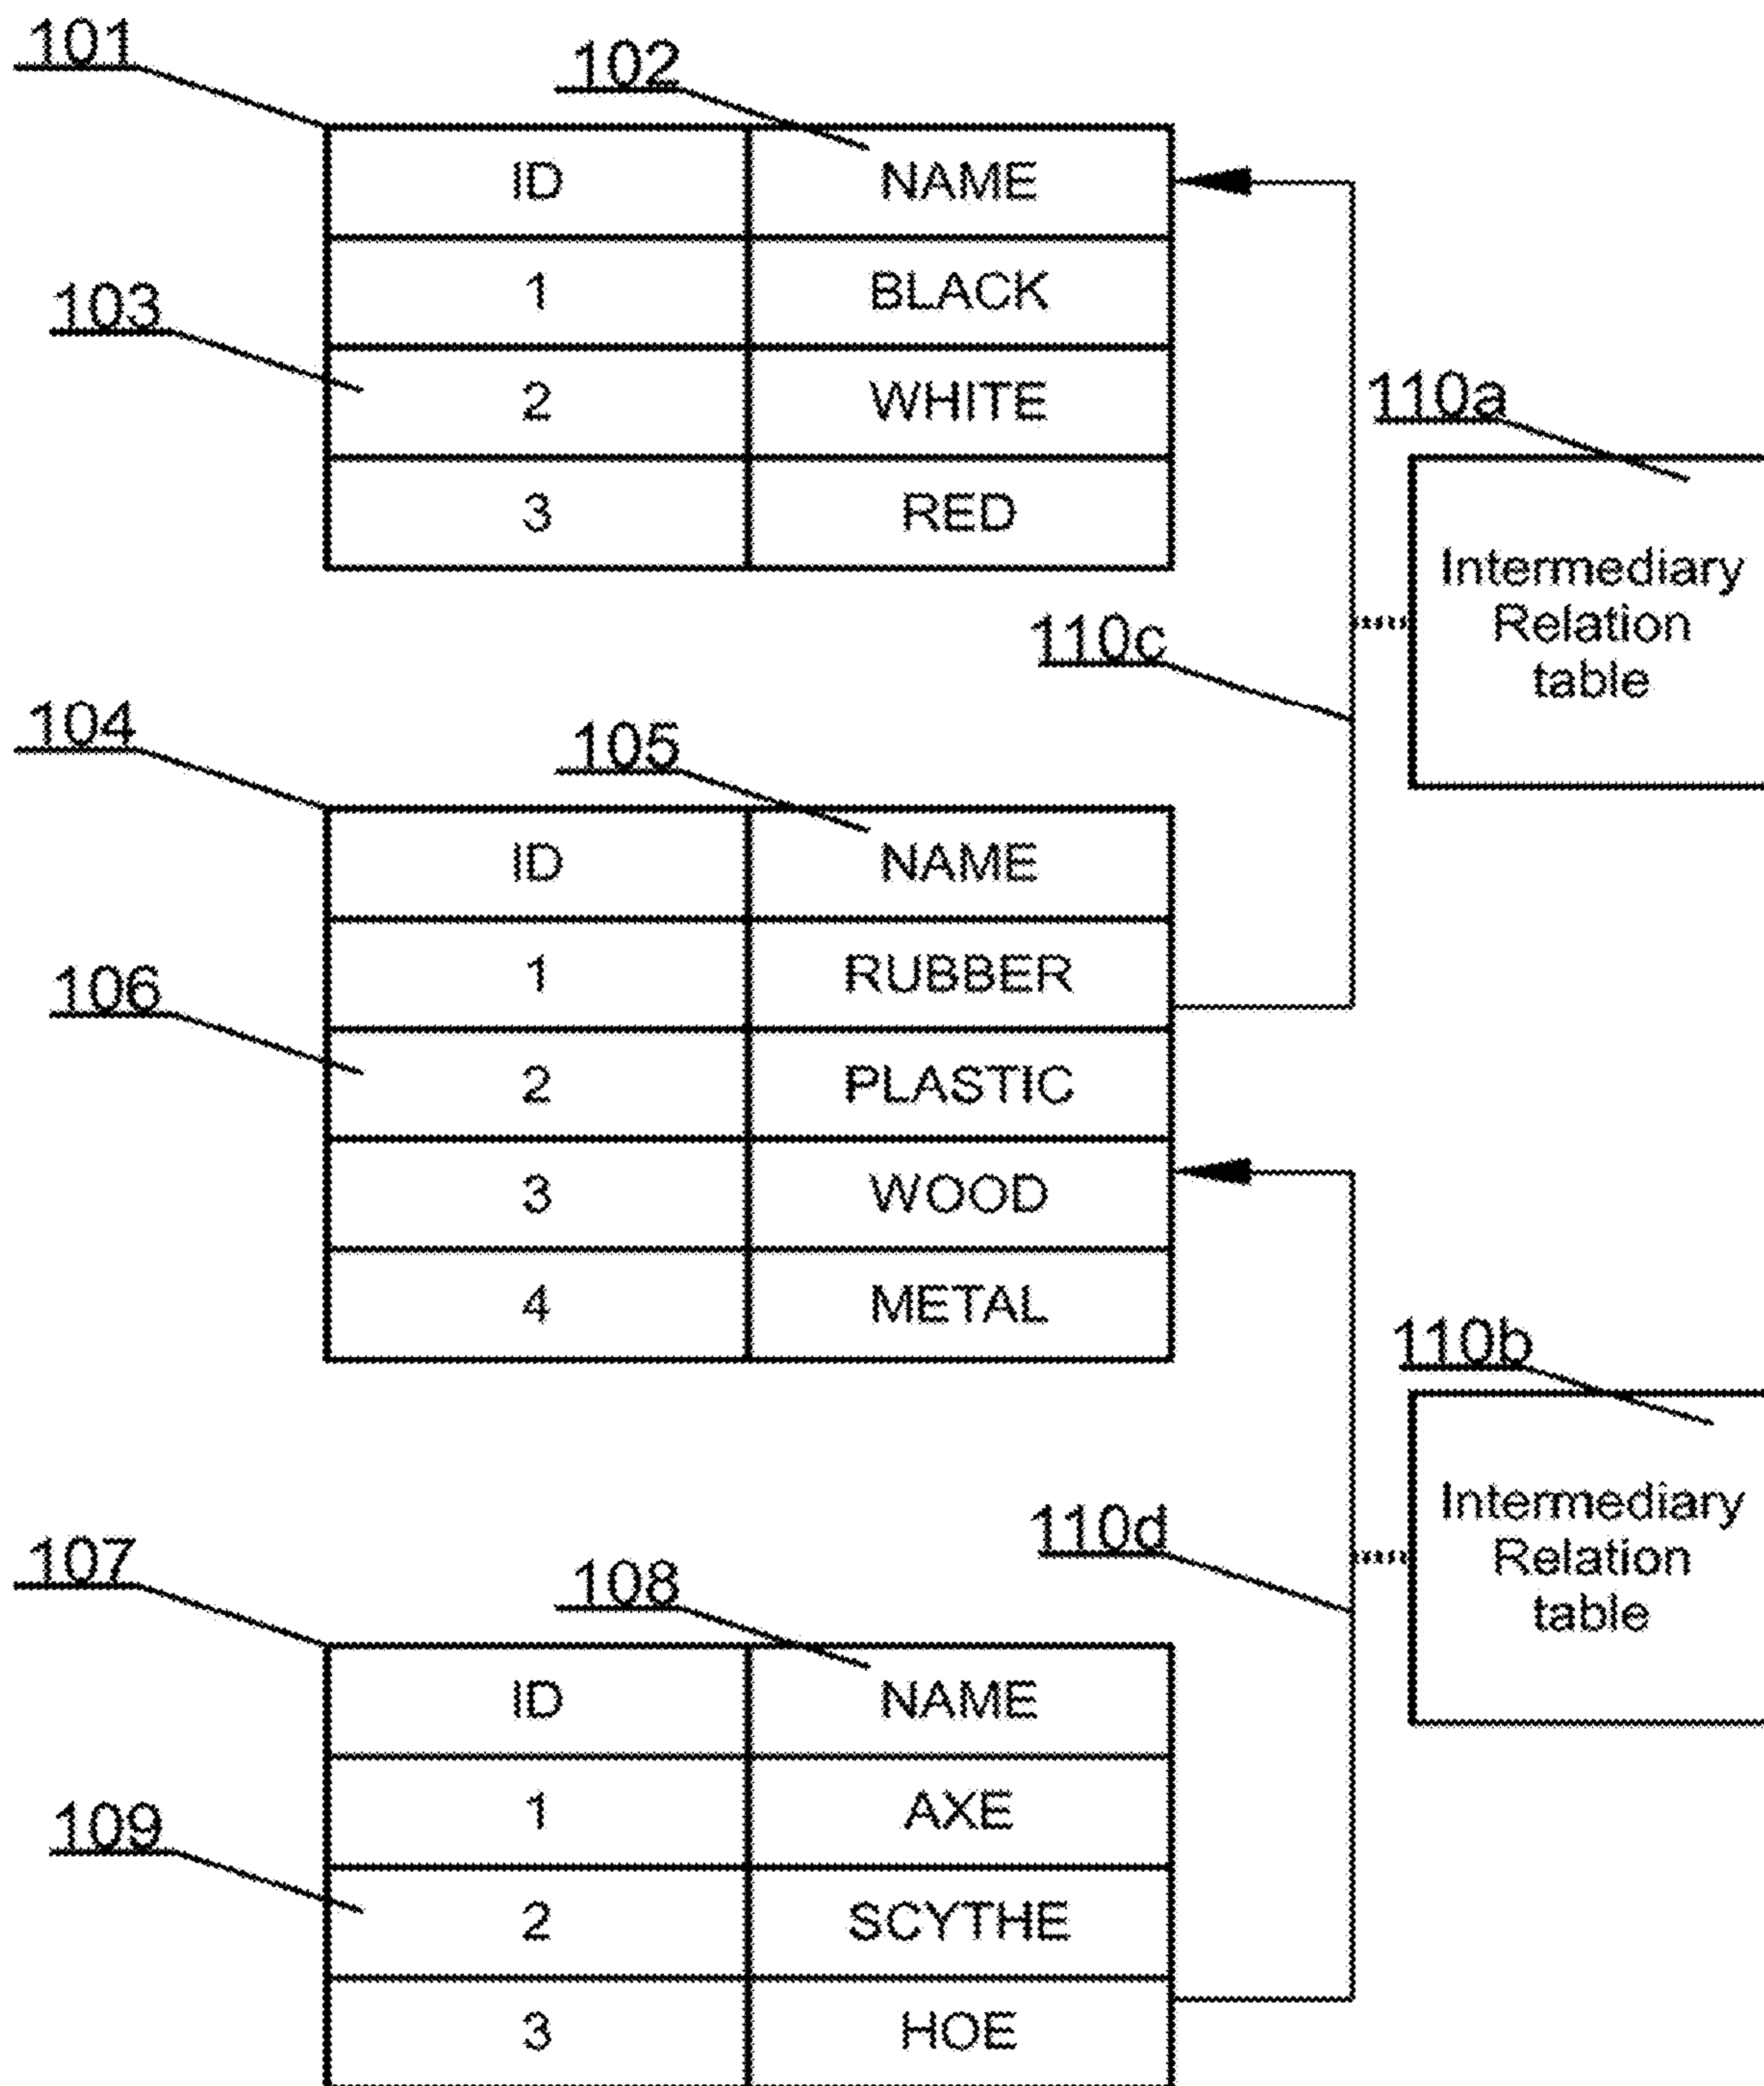 101
102
ID NAME
1 BLACK
103
2 WHITE
3 RED
110a
Intermediary
Relation
table
110c
104
105
ID NAME
1 RUBBER
106
2 PLASTIC
3 WOOD
4 METAL
110b
Intermediary
Relation
table
110d
107
108
ID NAME
1 AXE
109
2 SCYTHE
3 HOE